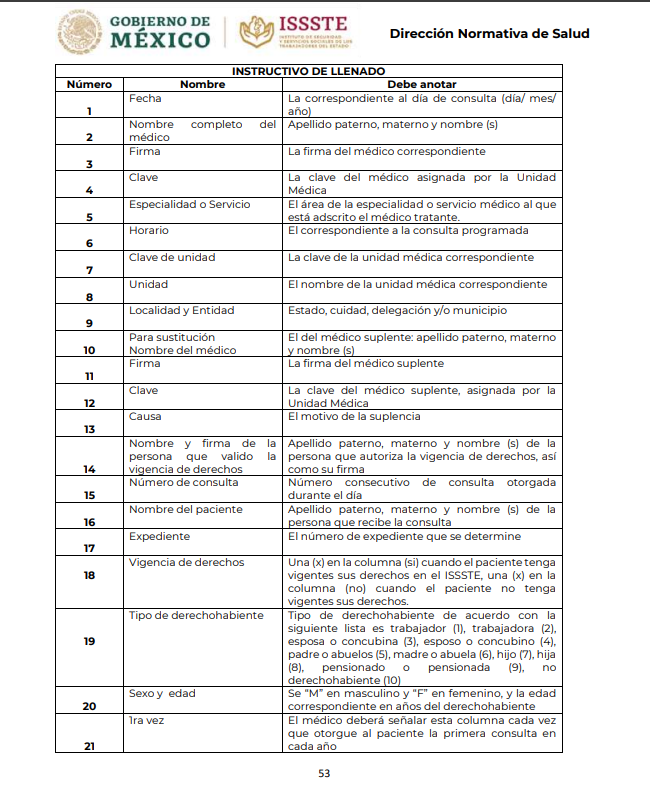 GOBIERNO DE
MÉXICO
ISSSTE
INSTITUTO DE SEGURIDAD
Y SERVICIOS SOCIALES DE LOS
TRABAJADORES DEL ESTADO
Dirección Normativa de Salud
INSTRUCTIVO DE LLENADO
Número Nombre Debe anotar
1 Fecha La correspondiente al día de consulta (día/ mes/
año)
2 Nombre completo del
médico
Apellido paterno, materno y nombre (s)
3 Firma La firma del médico correspondiente
4 Clave La clave del médico asignada por la Unidad
Médica
5 Especialidad o Servicio El área de la especialidad o servicio médico al que
está adscrito el médico tratante.
6 Horario El correspondiente a la consulta programada
7 Clave de unidad La clave de la unidad médica correspondiente
8 Unidad El nombre de la unidad médica correspondiente
9 Localidad y Entidad Estado, cuidad, delegación y/o municipio
10 Para sustitución
Nombre del médico
El del médico suplente: apellido paterno, materno
y nombre (s)
11 Firma La firma del médico suplente
12 Clave La clave del médico suplente, asignada por la
Unidad Médica
13 Causa El motivo de la suplencia
14 Nombre y firma de la
persona que valido la
vigencia de derechos
Apellido paterno, materno y nombre (s) de la
persona que autoriza la vigencia de derechos, así
como su firma
15 Número de consulta Número consecutivo de consulta otorgada
durante el día
16 Nombre del paciente Apellido paterno, materno y nombre (s) de la
persona que recibe la consulta
17 Expediente El número de expediente que se determine
18 Vigencia de derechos Una (x) en la columna (si) cuando el paciente tenga
vigentes sus derechos en el ISSSTE, una (x) en la
columna (no) cuando el paciente no tenga
vigentes sus derechos.
19 Tipo de derechohabiente Tipo de derechohabiente de acuerdo con la
siguiente lista es trabajador (1), trabajadora (2),
esposa o concubina (3), esposo o concubino (4),
padre o abuelos (5), madre o abuela (6), hijo (7), hija
(8), pensionado o pensionada (9), no
derechohabiente (10)
20 Sexo y edad Se “M” en masculino y “F” en femenino, y la edad
correspondiente en años del derechohabiente
21 1ra vez El médico deberá señalar esta columna cada vez
que otorgue al paciente la primera consulta en
cada año
53